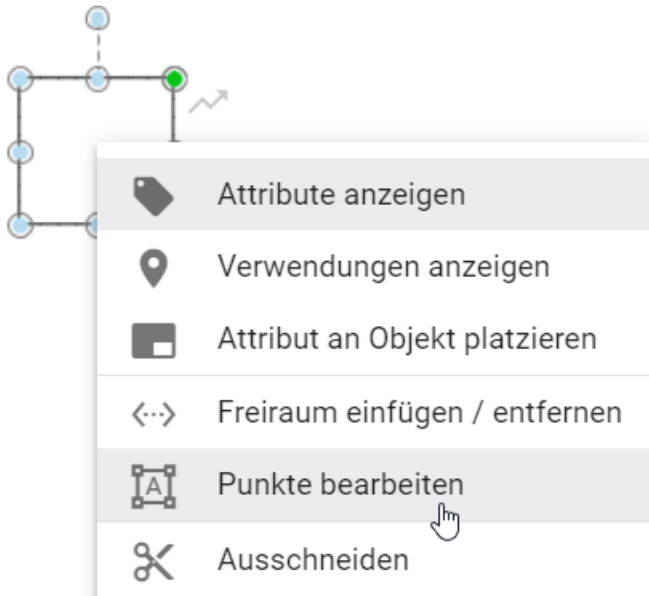 Attribute anzeigen
Verwendungen anzeigen
Attribut an Objekt platzieren
Freiraum einfügen / entfernen
A
Punkte bearbeiten
Ausschneiden